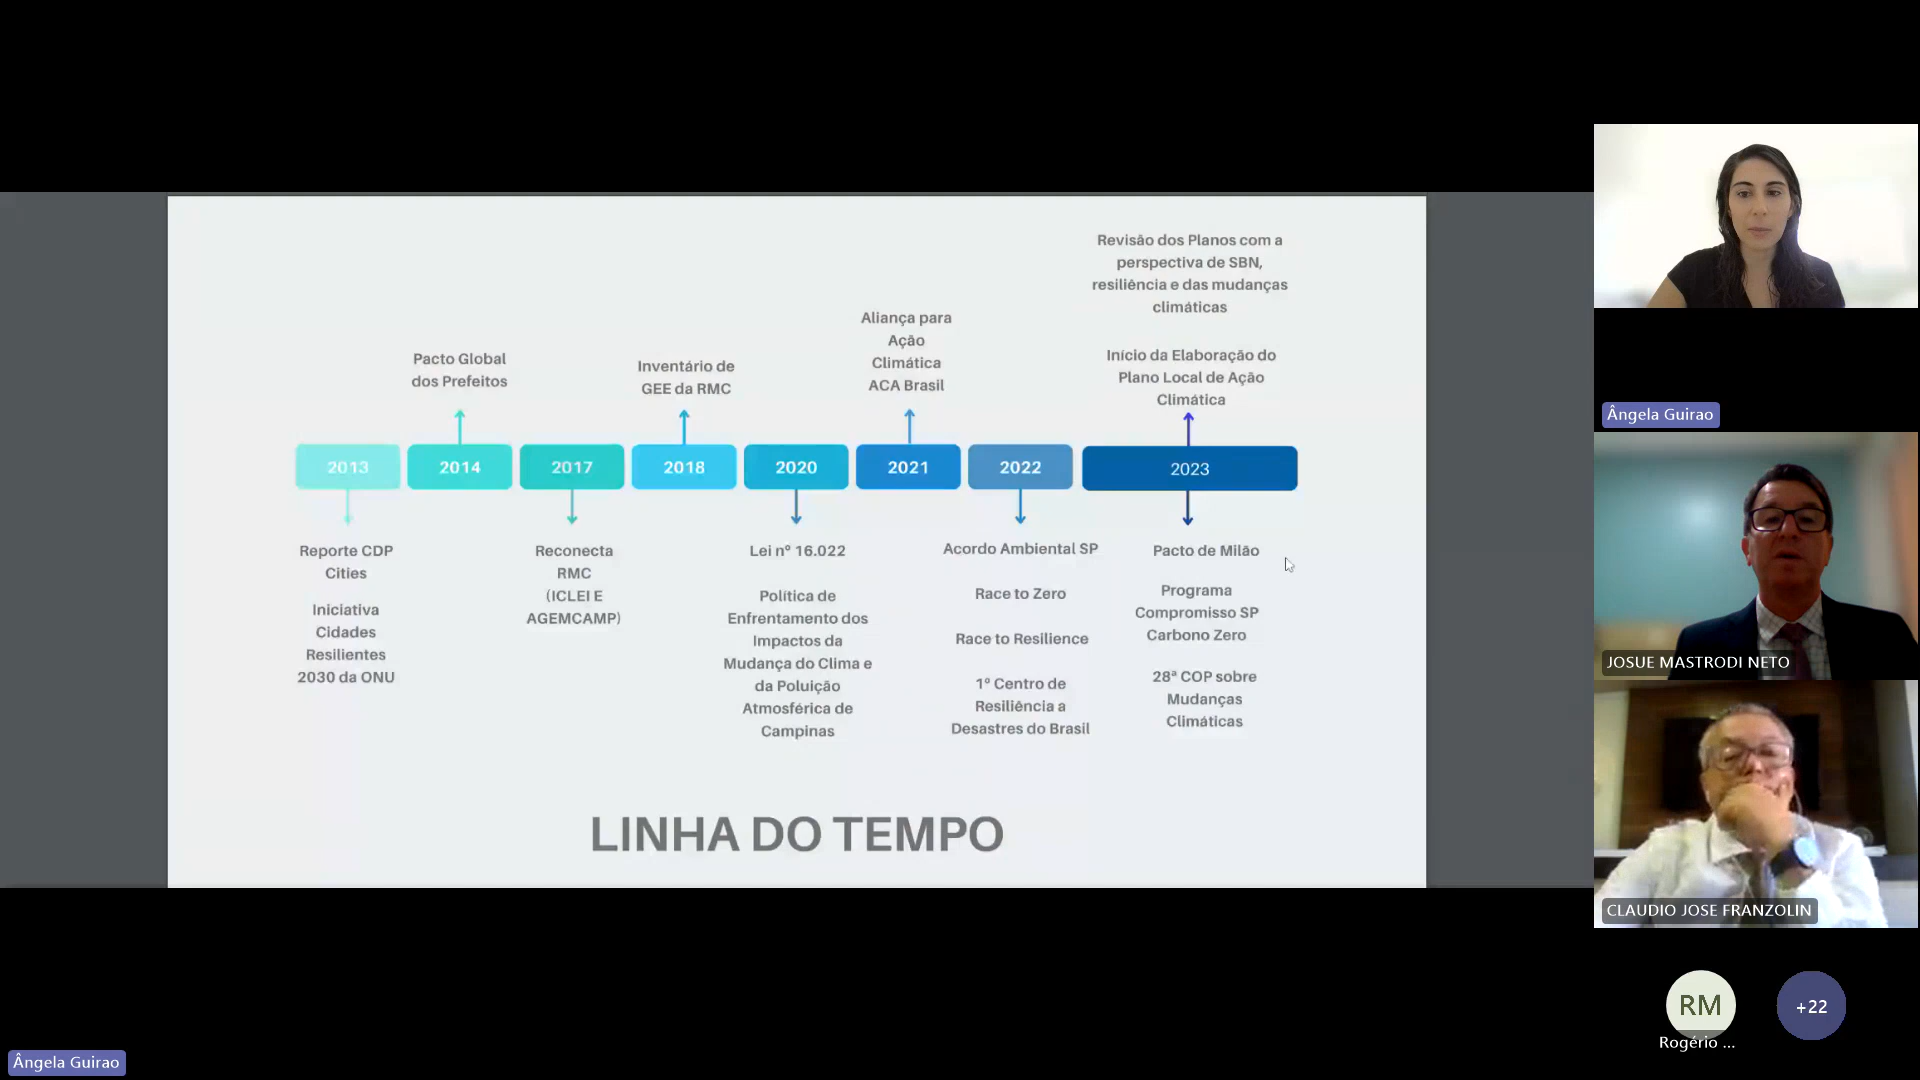 Revisão dos Planos com a
perspectiva de SBN,
resiliência e das mudanças
climáticas
Início da Elaboração do
Plano Local de Ação
Climática
Aliança para
Ação
Climática
ACA Brasil
Pacto Global
dos Prefeitos
Inventário de
GEE da RMC
2013
2014
2017
2018
2020
2021
2022
2023
Reporte CDP
Cities
Iniciativa
Cidades
Resilientes
2030 da ONU
Reconecta
RMC
(ICLEI E
AGEMCAMP)
Lei nº 16.022
Política de
Enfrentamento dos
Impactos da
Mudança do Clima e
da Poluição
Atmosférica de
Campinas
Acordo Ambiental SP
Race to Zero
Race to Resilience
1º Centro de
Resiliência a
Desastres do Brasil
Pacto de Milão
Programa
Compromisso SP
Carbono Zero
28ª COP sobre
Mudanças
Climáticas
LINHA DO TEMPO
Ângela Guirao
JOSUE MASTRODI NETO
CLAUDIO JOSE FRANZOLIN
RM
+22
Rogério ...
Ângela Guirao